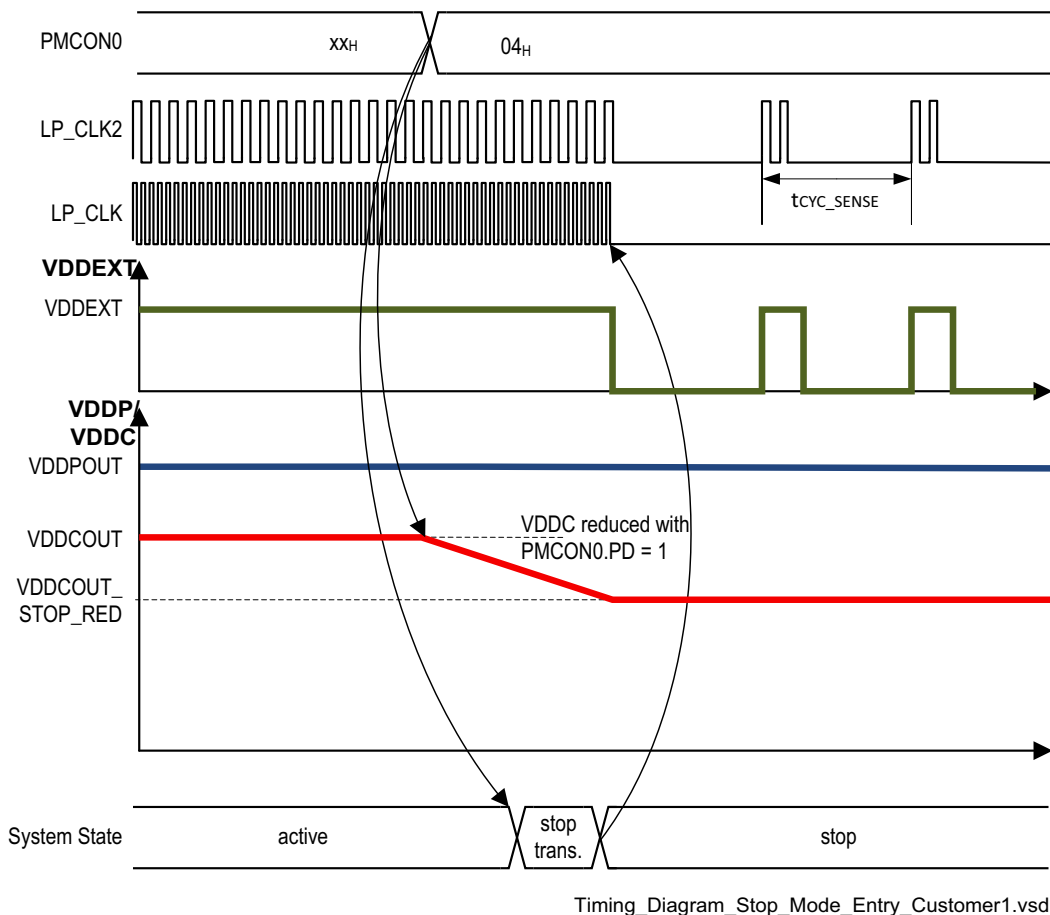 PMCON0
xxH
04H
LP_CLK2
tCYC_SENSE
LP_CLK
VDDEXT
VDDEXT
VDDP/
VDDC
VDDPOUT
VDDCOUT
VDDC reduced with
PMCON0.PD = 1
VDDCOUT_
STOP_RED
System State
active
stop
trans.
stop
Timing_Diagram_Stop_Mode_Entry_Customer1.vsd